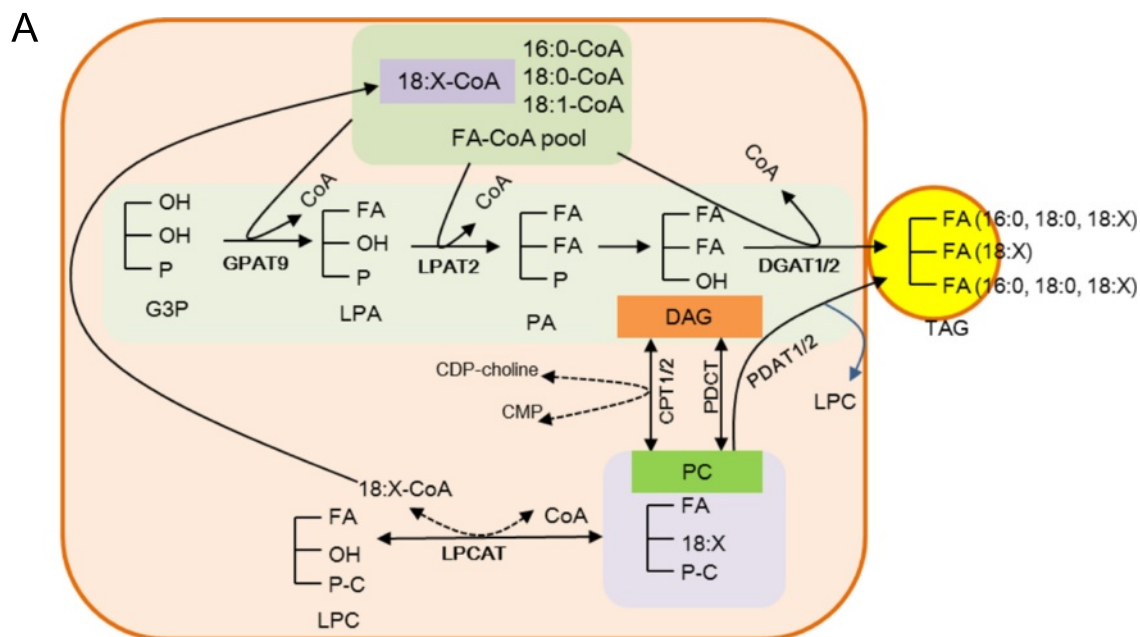 A
16:0-CoA
18:X-CoA
18:0-CoA
18:1-CoA
FA-CoA pool
CoA
CoA
CoA
OH
OH
P
G3P
GPAT9
FA
OH
P
LPA
LPAT2
FA
FA
P
PA
FA
FA
OH
DAG
DGAT1/2
FA (16:0, 18:0, 18:X)
FA (18:X)
FA (16:0, 18:0, 18:X)
TAG
CDP-choline
CMP
CPT1/2
PDCT
PDAT1/2
LPC
PC
FA
18:X
P-C
18:X-CoA
CoA
LPCAT
FA
OH
P-C
LPC